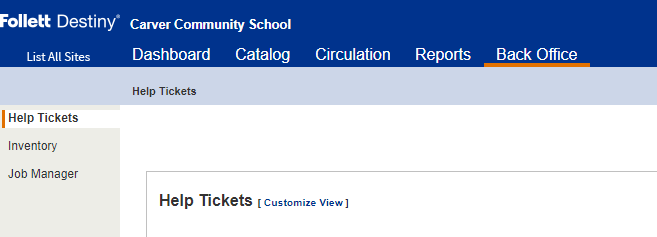 Follett Destiny® Carver Community School
List All Sites Dashboard Catalog Circulation Reports Back Office
Help Tickets
Help Tickets
Inventory
Job Manager
Help Tickets [ Customize View ]